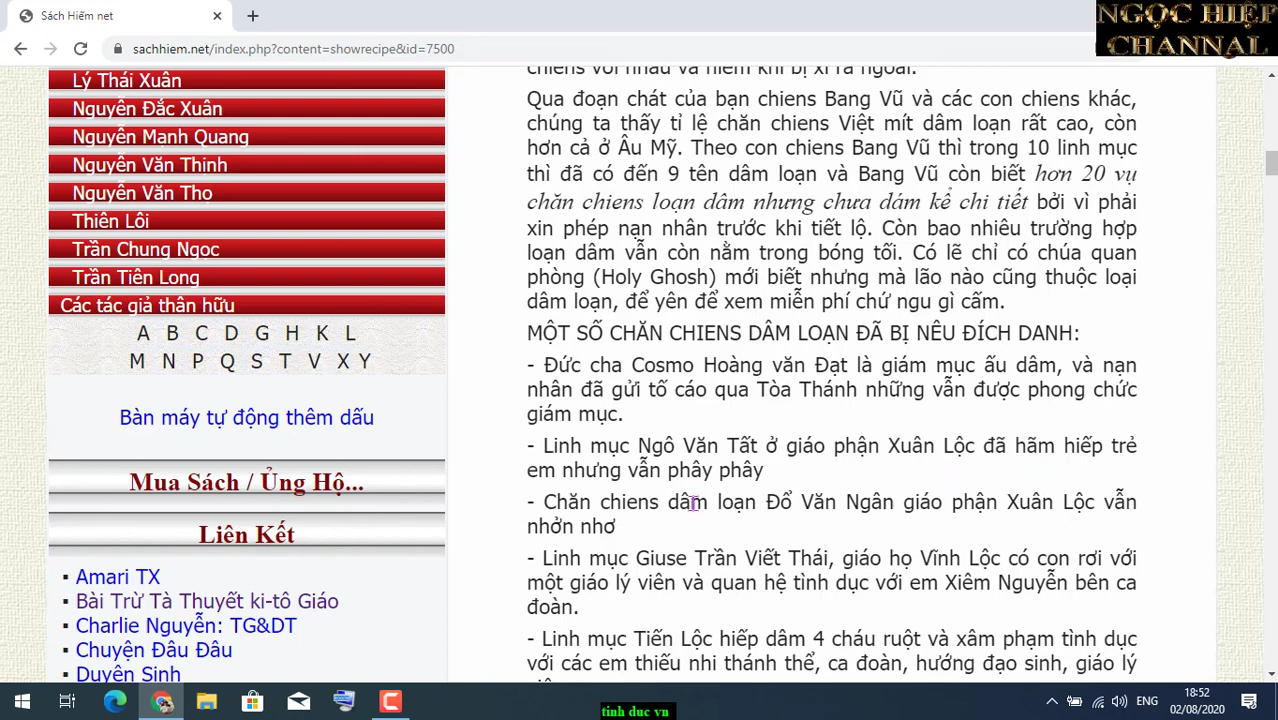 Sách Hiếm net
NGỌC HIỆP
CHANNAL
sachhiem.net/index.php?content=showrecipe&id=7500
Lý Thái Xuân
Nguyễn Đắc Xuân
Nguyễn Mạnh Quang
Nguyễn Văn Thịnh
Nguyễn Văn Thọ
Thiên Lôi
Trần Chung Ngọc
Trần Tiên Long
Các tác giả thân hữu
A B C D G H K L
M N P Q S T V X Y
Bàn máy tự động thêm dấu
Mua Sách / Ủng Hộ...
Liên Kết
▪ Amari TX
▪ Bài Trừ Tà Thuyết ki-tô Giáo
▪ Charlie Nguyễn: TG&DT
▪ Chuyện Đâu Đâu
▪ Duyên Sinh
chiens với nhau và hiếm khi bị xì ra ngoài.
Qua đoạn chát của bạn chiens Bang Vũ và các con chiens khác,
chúng ta thấy tỉ lệ chăn chiens Việt mít dâm loạn rất cao, còn
hơn cả ở Âu Mỹ. Theo con chiens Bang Vũ thì trong 10 linh mục
thì đã có đến 9 tên dâm loạn và Bang Vũ còn biết hơn 20 vụ
chăn chiens loạn dâm nhưng chưa dám kể chi tiết bởi vì phải
xin phép nạn nhân trước khi tiết lộ. Còn bao nhiêu trường hợp
loạn dâm vẫn còn nằm trong bóng tối. Có lẽ chỉ có chúa quan
phòng (Holy Ghosh) mới biết nhưng mà lão nào cũng thuộc loại
dâm loạn, để yên để xem miễn phí chứ ngu gì cấm.
MỘT SỐ CHĂN CHIENS DÂM LOẠN ĐÃ BỊ NÊU ĐÍCH DANH:
- Đức cha Cosmo Hoàng văn Đạt là giám mục ấu dâm, và nạn
nhân đã gửi tố cáo qua Tòa Thánh những vẫn được phong chức
giám mục.
- Linh mục Ngô Văn Tất ở giáo phận Xuân Lộc đã hãm hiếp trẻ
em nhưng vẫn phây phây
- Chăn chiens dâm loạn Đổ Văn Ngân giáo phận Xuân Lộc vẫn
nhởn nhơ
- Linh mục Giuse Trần Viết Thái, giáo họ Vĩnh Lộc có con rơi với
một giáo lý viên và quan hệ tình dục với em Xiêm Nguyễn bên ca
đoàn.
- Linh mục Tiến Lộc hiếp dâm 4 cháu ruột và xâm phạm tình dục
với các em thiếu nhi thánh thể, ca đoàn, hướng đạo sinh, giáo lý
ENG
18:52
02/08/2020
tinh duc vn